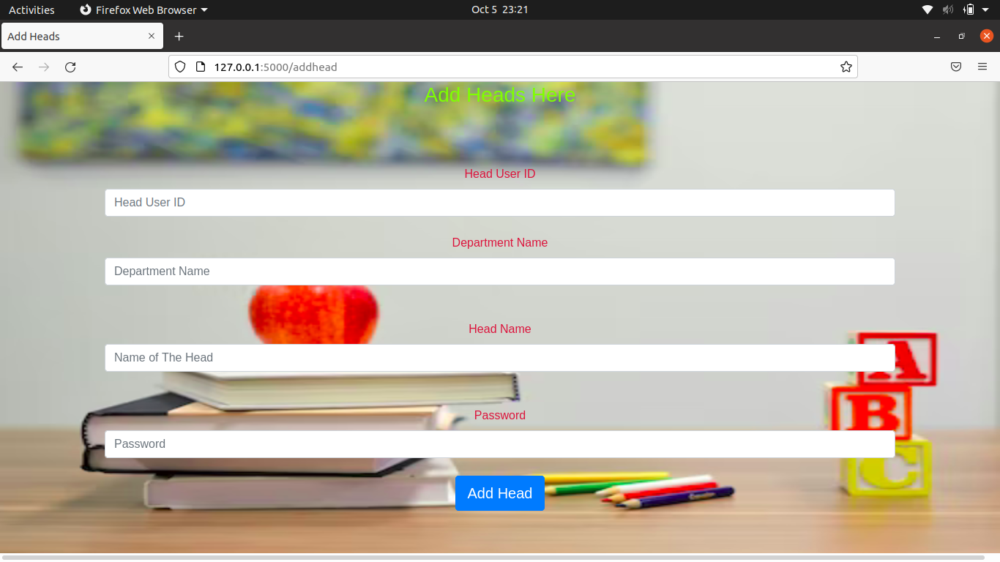 Activities Firefox Web Browser Oct 5 23:21
Add Heads
127.0.0.1:5000/addhead
Add Heads Here
Head User ID
Head User ID
Department Name
Department Name
Head Name
Name of The Head
A
B
Password
Password
C
Add Head